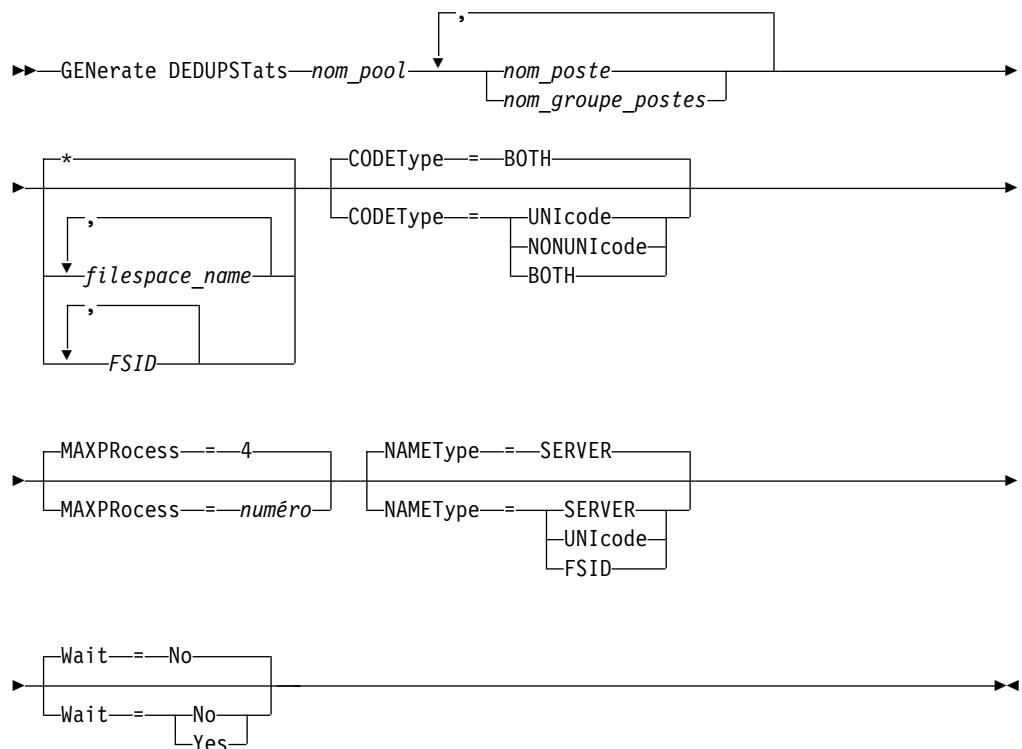 ,
GENerate DEDUPSTats nom_pool nom_poste
nom_groupe_postes
*
,
filespace_name
,
FSID
CODEType = BOTH
CODEType = UNIcode
NONUNIcode
BOTH
MAXPRocess = 4
MAXPRocess = numéro
NAMEType = SERVER
NAMEType = SERVER
UNIcode
FSID
Wait = No
Wait = No
Yes